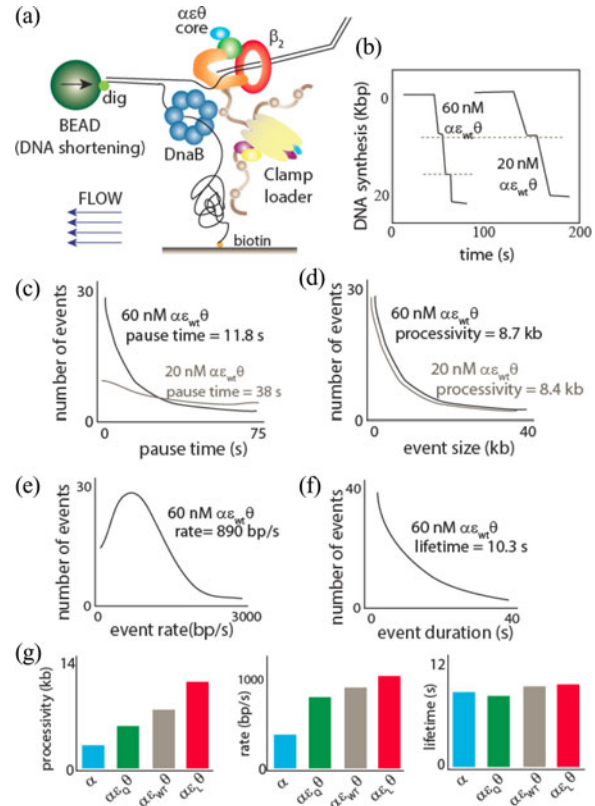 (a)
αεθ
core
β2
dig
BEAD
(DNA shortening)
DnaB
Clamp
loader
FLOW
biotin
(b)
DNA synthesis (Kbp)
0
20
60 nM
αεwtθ
20 nM
αεwtθ
0
100
200
time (s)
(c)
number of events
30
0
60 nM αεwtθ
pause time = 11.8 s
20 nM αεwtθ
pause time = 38 s
0
75
pause time (s)
(d)
number of events
30
0
60 nM αεwtθ
processivity = 8.7 kb
20 nM αεwtθ
processivity = 8.4 kb
0
40
event size (kb)
(e)
number of events
30
0
60 nM αεwtθ
rate= 890 bp/s
0
3000
event rate(bp/s)
(f)
number of events
40
0
60 nM αεwtθ
lifetime = 10.3 s
0
40
event duration (s)
(g)
processivity (kb)
14
0
α
αεQθ
αεWTθ
αεLθ
rate (bp/s)
1000
0
α
αεQθ
αεWTθ
αεLθ
lifetime (s)
12
0
α
αεQθ
αεWTθ
αεLθ